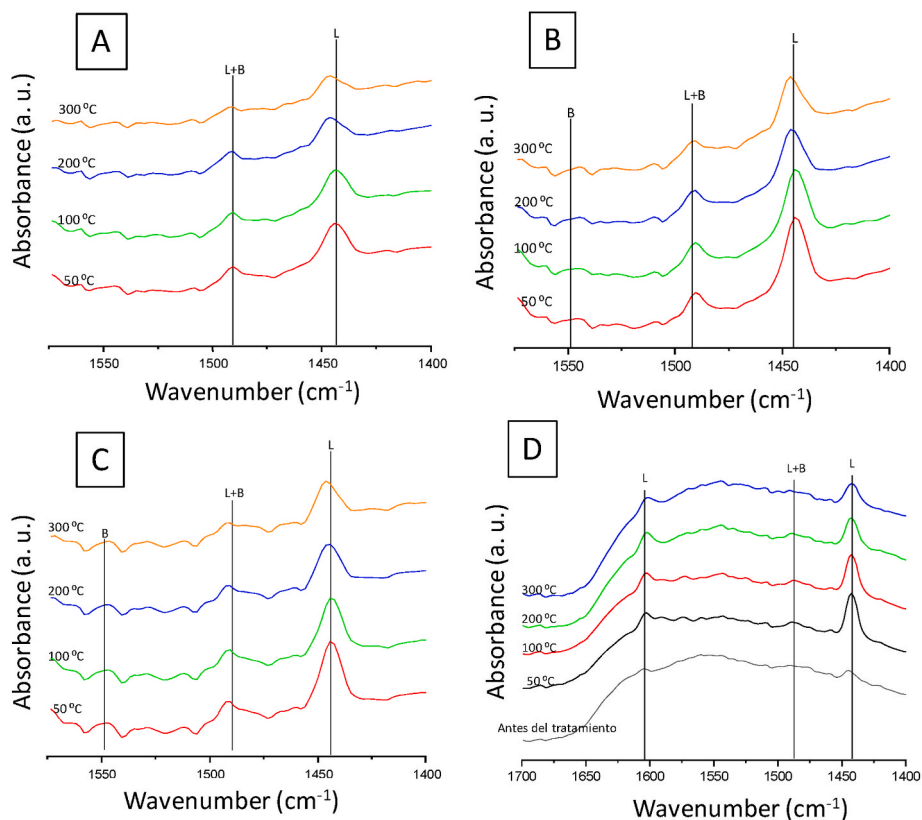 A
L
L+B
300 ºC
200 ºC
100 ºC
50 ºC
Absorbance (a. u.)
1550
1500
1450
1400
Wavenumber (cm-1)
B
L
L+B
B
300 ºC
200 ºC
100 ºC
50 ºC
Absorbance (a. u.)
1550
1500
1450
1400
Wavenumber (cm-1)
C
L
L+B
B
300 ºC
200 ºC
100 ºC
50 ºC
Absorbance (a. u.)
1550
1500
1450
1400
Wavenumber (cm-1)
D
L
L+B
L
300 ºC
200 ºC
100 ºC
50 ºC
Antes del tratamiento
Absorbance (a. u.)
1700
1650
1600
1550
1500
1450
1400
Wavenumber (cm-1)